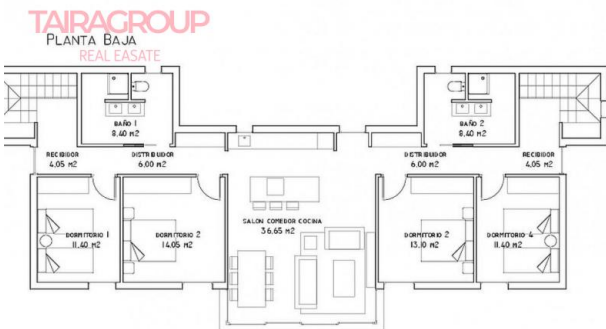 TAIRAGROUP
PLANTA BAJA
REAL EASATE
BAÑO 1
8,40 M2
BAÑO 2
8,40 M2
RECIBIDOR
4,05 M2
DISTRIBUIDOR
6,00 M2
DISTRIBUIDOR
6,00 M2
RECIBIDOR
4,05 M2
SALON COMEDOR COCINA
36,65 M2
DORMITORIO 1
11,40 M2
DORMITORIO 2
14,05 M2
DORMITORIO 2
13,10 M2
DORMITORIO 4
11,40 M2